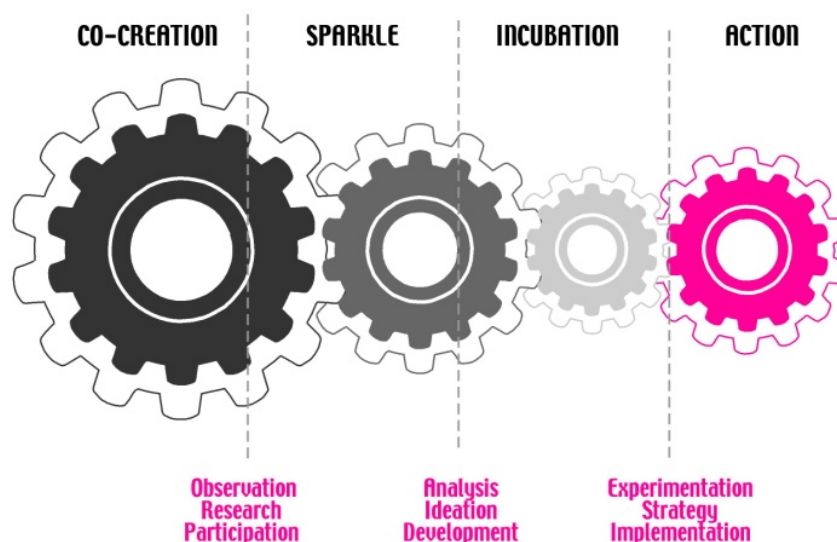 CO-CREATION
SPARKLE
INCUBATION
ACTION
Observation
Research
Participation
Analysis
Ideation
Development
Experimentation
Strategy
Implementation